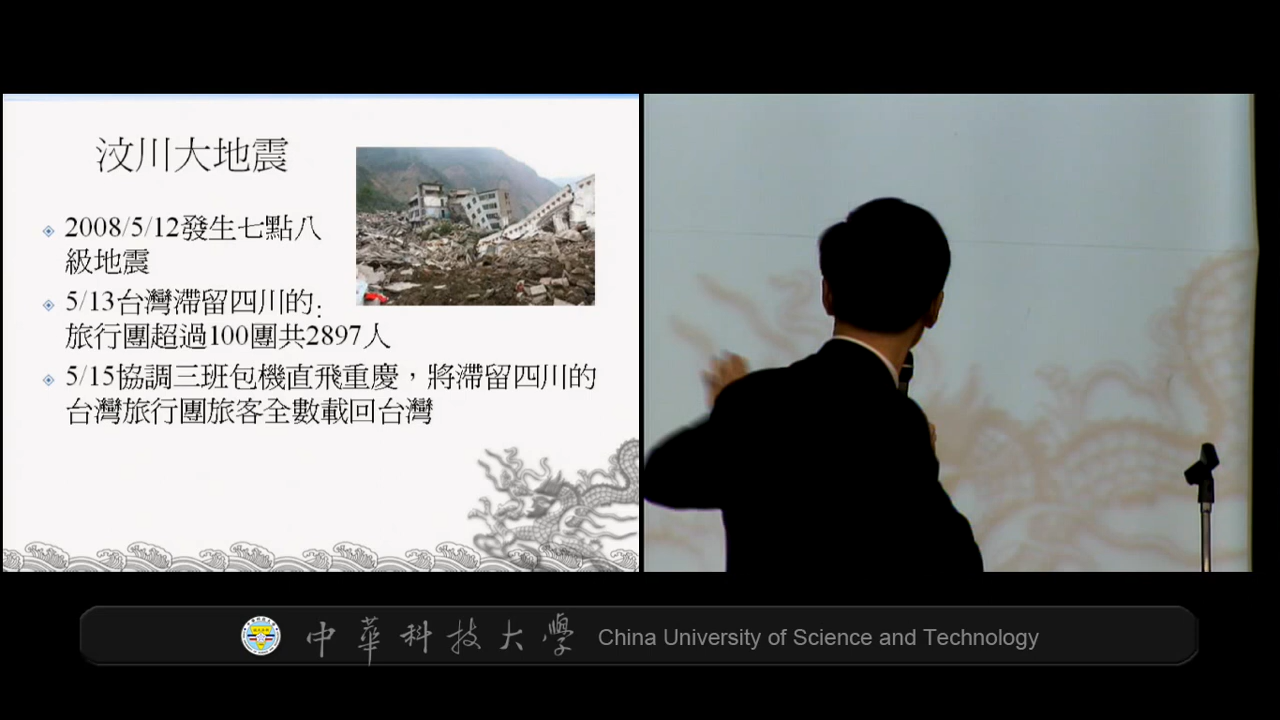 汶川大地震
2008/5/12發生七點八
級地震
5/13台灣滯留四川的:
旅行團超過100團共2897人
5/15協調三班包機直飛重慶，將滯留四川的
台灣旅行團旅客全數載回台灣
中華科技大學 China University of Science and Technology